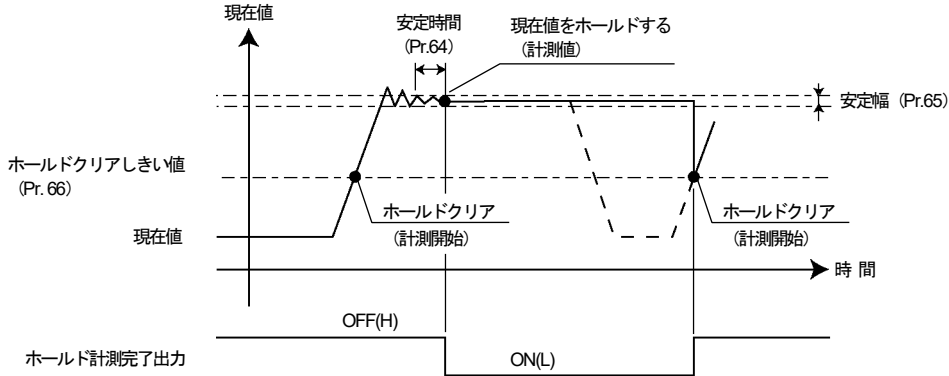 現在値
安定時間
(Pr.64)
現在値をホールドする
(計測値)
安定幅 (Pr.65)
ホールドクリアしきい値
(Pr. 66)
ホールドクリア
(計測開始)
ホールドクリア
(計測開始)
現在値
時 間
OFF(H)
ホールド計測完了出力
ON(L)